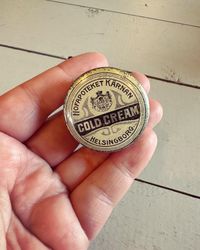 HOFAPOTEKET KÄRNAN
COLD CREAM
HELSINGBORG